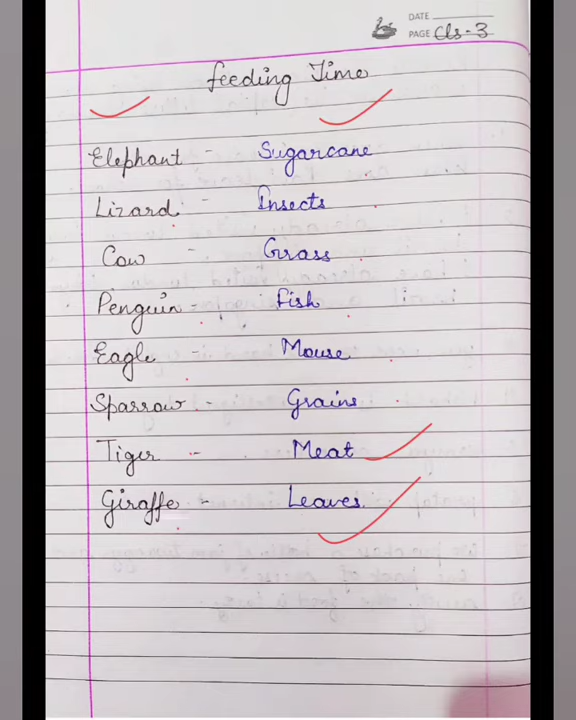 DATE
PAGE Cls-3
feeding Time
Elephant - Sugarcane
Lizard - Insects
Cow - Grass
Penguin - fish
Eagle - Mouse
Sparrow - Grains
Tiger - Meat
Giraffe - Leaves.